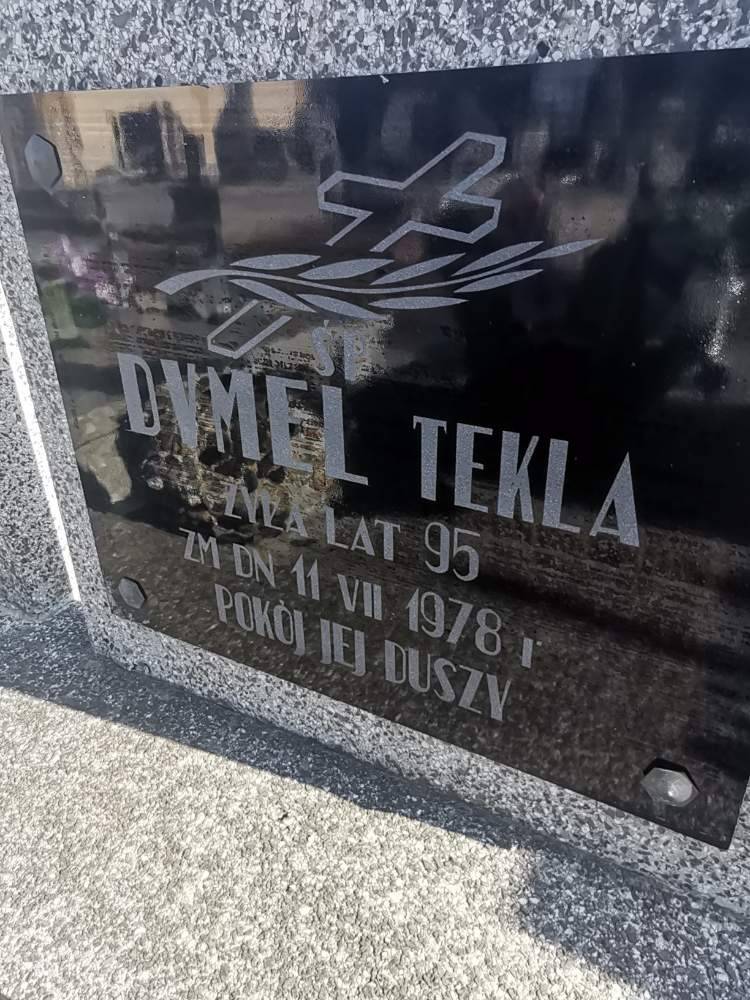 ŚP
DYMEL TEKLA
ŻYŁA LAT 95
ZM DN 11 VII 1978 r
POKÓJ JEJ DUSZY